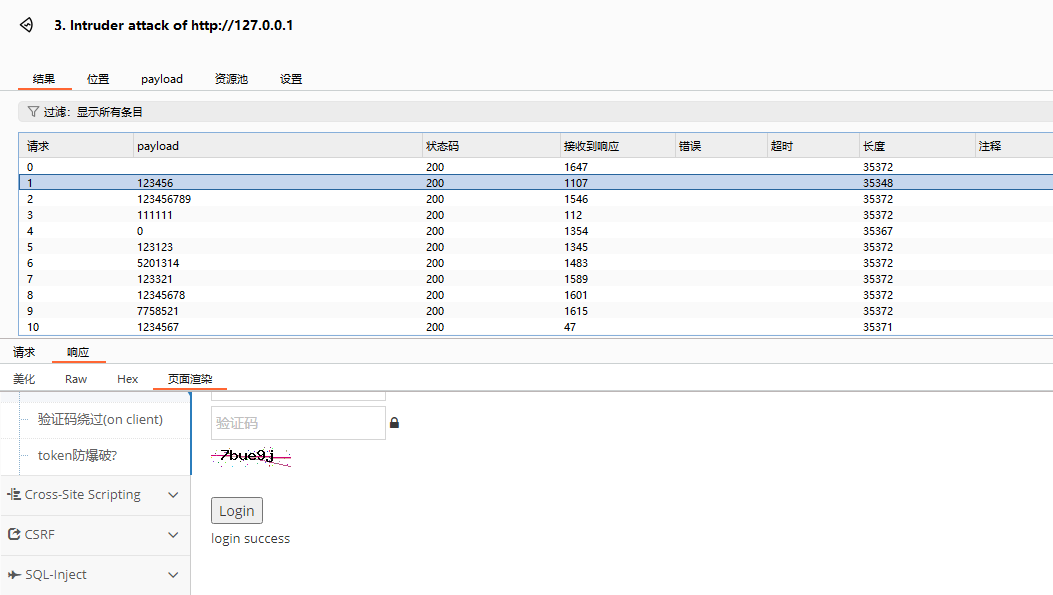 3. Intruder attack of http://127.0.0.1
结果 位置 payload 资源池 设置
过滤：显示所有条目
请求 payload 状态码 接收到响应 错误 超时 长度 注释
0 200 1647 35372
1 123456 200 1107 35348
2 123456789 200 1546 35372
3 111111 200 112 35372
4 0 200 1354 35367
5 123123 200 1345 35372
6 5201314 200 1483 35372
7 123321 200 1589 35372
8 12345678 200 1601 35372
9 7758521 200 1615 35372
10 1234567 200 47 35371
请求 响应
美化 Raw Hex 页面渲染
验证码绕过(on client)
token防爆破?
Cross-Site Scripting
CSRF
SQL-Inject
验证码
7bue9j
Login
login success